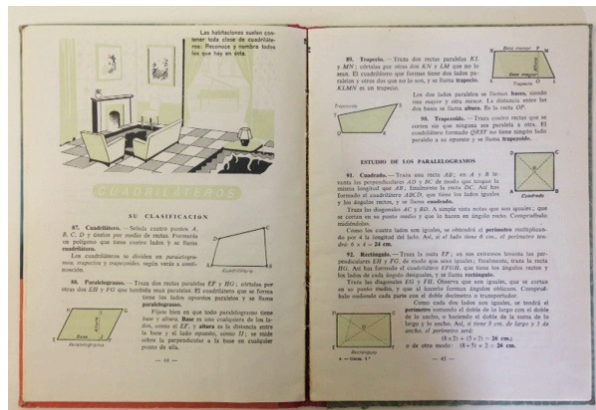 Las habitaciones suelen con-
tener toda clase de cuadrilá-
teros. Reconoce y nombra todos
los que hay en ésta.
CUADRILÁTEROS
SU CLASIFICACIÓN
87. Cuadrilátero. — Señala cuatro puntos A,
B, C, D y únelos por medio de rectas. Formarás
un polígono que tiene cuatro lados y se llama
cuadrilátero.
Los cuadriláteros se dividen en paralelogra-
mos, trapecios y trapezoides, según verás a conti-
nuación.
Cuadrilátero
88. Paralelogramo. — Traza dos rectas paralelas EF y HG; córtalas por
otras dos EH y FG que también sean paralelas. El cuadrilátero que se forma
tiene los lados opuestos paralelos y se llama
paralelogramo.
Fíjate bien en que todo paralelogramo tiene
base y altura. Base es una cualquiera de los la-
dos, como el EF, y altura es la distancia entre
la base y el lado opuesto, como; se mide
sobre la perpendicular a la base en cualquier
punto de ella.
Base
Paralelogramo
— 44 —
89. Trapecio. — Traza dos rectas paralelas KL
y MN; córtalas por otras dos KN y LM que no lo
sean. El cuadrilátero que formas tiene dos lados pa-
ralelos y otros dos que no lo son, y se llama trapecio.
KLMN es un trapecio.
Base menor
Base mayor
Trapecio
Los dos lados paralelos se llaman bases, siendo
una mayor y otra menor. La distancia entre las
dos bases se llama altura. Es la recta OP.
90. Trapezoide. — Traza cuatro rectas que se
corten sin que ninguna sea paralela a otra. El
cuadrilátero formado QRST no tiene ningún lado
paralelo a su opuesto y se llama trapezoide.
Trapezoide
ESTUDIO DE LOS PARALELOGRAMOS
91. Cuadrado. — Traza una recta AB; en A y B le-
vanta las perpendiculares AD y BC de modo que tengan la
misma longitud que AB; finalmente la recta DC. Así has
formado el cuadrilátero ABCD, que tiene los lados iguales
y los ángulos rectos, y se llama cuadrado.
Traza las diagonales AC y BD. A simple vista notas que son iguales; que
se cortan en su punto medio y que lo hacen en ángulo recto. Compruébalo
midiéndolas.
Como los cuatro lados son iguales, se obtendrá el perímetro multiplican-
do por 4 la longitud del lado. Así, si el lado tiene 6 cm., el perímetro ten-
drá 6 x 4 = 24 cm.
Cuadrado
92. Rectángulo. — Traza la recta EF; en sus extremos levanta las per-
pendiculares EH y FG, de modo que sean iguales; finalmente, la recta
HG. Así has formado el cuadrilátero EFGH, que tiene los ángulos rectos y
los lados de cada ángulo desiguales, y se llama rectángulo.
Traza las diagonales EG y FH. Observa que son iguales, que se cortan
en su punto medio, y que al hacerlo forman ángulos oblicuos. Comprué-
balo midiendo cada parte con el doble decímetro o transportador.
Como cada dos lados son iguales, se tendrá el
perímetro sumando el doble de lo largo con el doble
de lo ancho, o haciendo el doble de la suma de lo
largo y lo ancho. Así, si tiene 8 cm. de largo y 5 de
ancho, el perímetro será:
(8 x 2) + (5 x 2) = 26 cm.;
o de otro modo: (8 + 5) x 2 = 26 cm.
Rectángulo
— 45 —